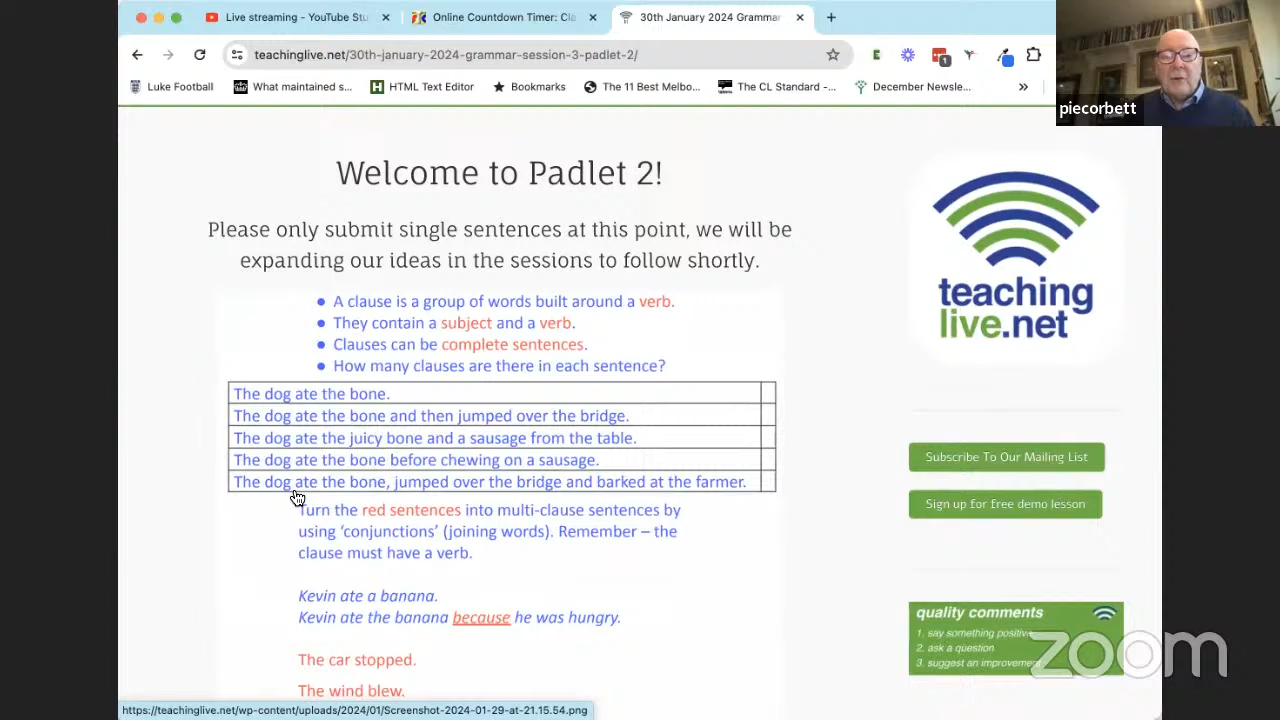 Live streaming - YouTube Stu
Online Countdown Timer: Cla
30th January 2024 Grammar
teachinglive.net/30th-january-2024-grammar-session-3-padlet-2/
Luke Football
What maintained s...
HTML Text Editor
Bookmarks
The 11 Best Melbo...
The CL Standard -...
December Newsle...
piecorbett
Welcome to Padlet 2!
Please only submit single sentences at this point, we will be
expanding our ideas in the sessions to follow shortly.
• A clause is a group of words built around a verb.
• They contain a subject and a verb.
• Clauses can be complete sentences.
• How many clauses are there in each sentence?
The dog ate the bone.
The dog ate the bone and then jumped over the bridge.
The dog ate the juicy bone and a sausage from the table.
The dog ate the bone before chewing on a sausage.
The dog ate the bone, jumped over the bridge and barked at the farmer.
Turn the red sentences into multi-clause sentences by
using ‘conjunctions’ (joining words). Remember – the
clause must have a verb.
Kevin ate a banana.
Kevin ate the banana because he was hungry.
The car stopped.
The wind blew.
teaching
live.net
Subscribe To Our Mailing List
Sign up for free demo lesson
quality comments
1. say something positive
2. ask a question
3. suggest an improvement
zoom
https://teachinglive.net/wp-content/uploads/2024/01/Screenshot-2024-01-29-at-21.15.54.png